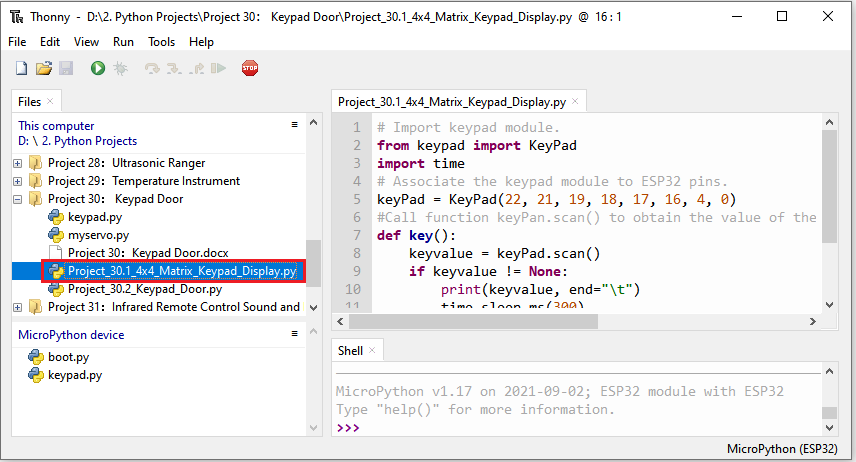 Thonny - D:\2. Python Projects\Project 30： Keypad Door\Project_30.1_4x4_Matrix_Keypad_Display.py @ 16 : 1
File Edit View Run Tools Help
STOP
Files
This computer
D: \ 2. Python Projects
Project 28： Ultrasonic Ranger
Project 29： Temperature Instrument
Project 30： Keypad Door
keypad.py
myservo.py
Project 30： Keypad Door.docx
Project_30.1_4x4_Matrix_Keypad_Display.py
Project_30.2_Keypad_Door.py
Project 31： Infrared Remote Control Sound and
MicroPython device
boot.py
keypad.py
Project_30.1_4x4_Matrix_Keypad_Display.py
1 # Import keypad module.
2 from keypad import KeyPad
3 import time
4 # Associate the keypad module to ESP32 pins.
5 keyPad = KeyPad(22, 21, 19, 18, 17, 16, 4, 0)
6 #Call function keyPan.scan() to obtain the value of the
7 def key():
8 keyvalue = keyPad.scan()
9 if keyvalue != None:
10 print(keyvalue, end="\t")
11 time.sleep_ms(300)
Shell
MicroPython v1.17 on 2021-09-02; ESP32 module with ESP32
Type "help()" for more information.
>>>
MicroPython (ESP32)